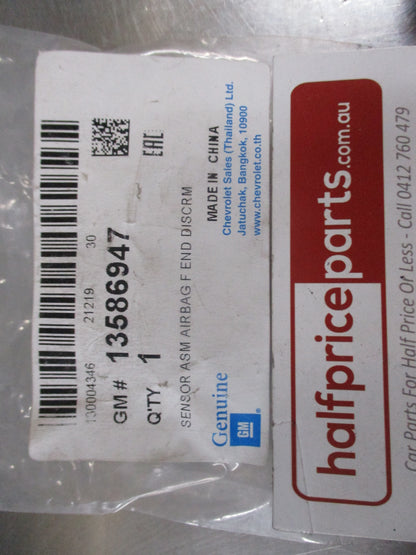 130004346 21219 30
GM # 13586947
Q'TY 1
SENSOR ASM AIRBAG F END DISCRM
EAC
MADE IN CHINA
Chevrolet Sales (Thailand) Ltd.
Jatuchak, Bangkok, 10900
www.chevrolet.co.th
Genuine
GM
halfpriceparts.com.au
Car Parts For Half Price Or Less - Call 0412 760 479